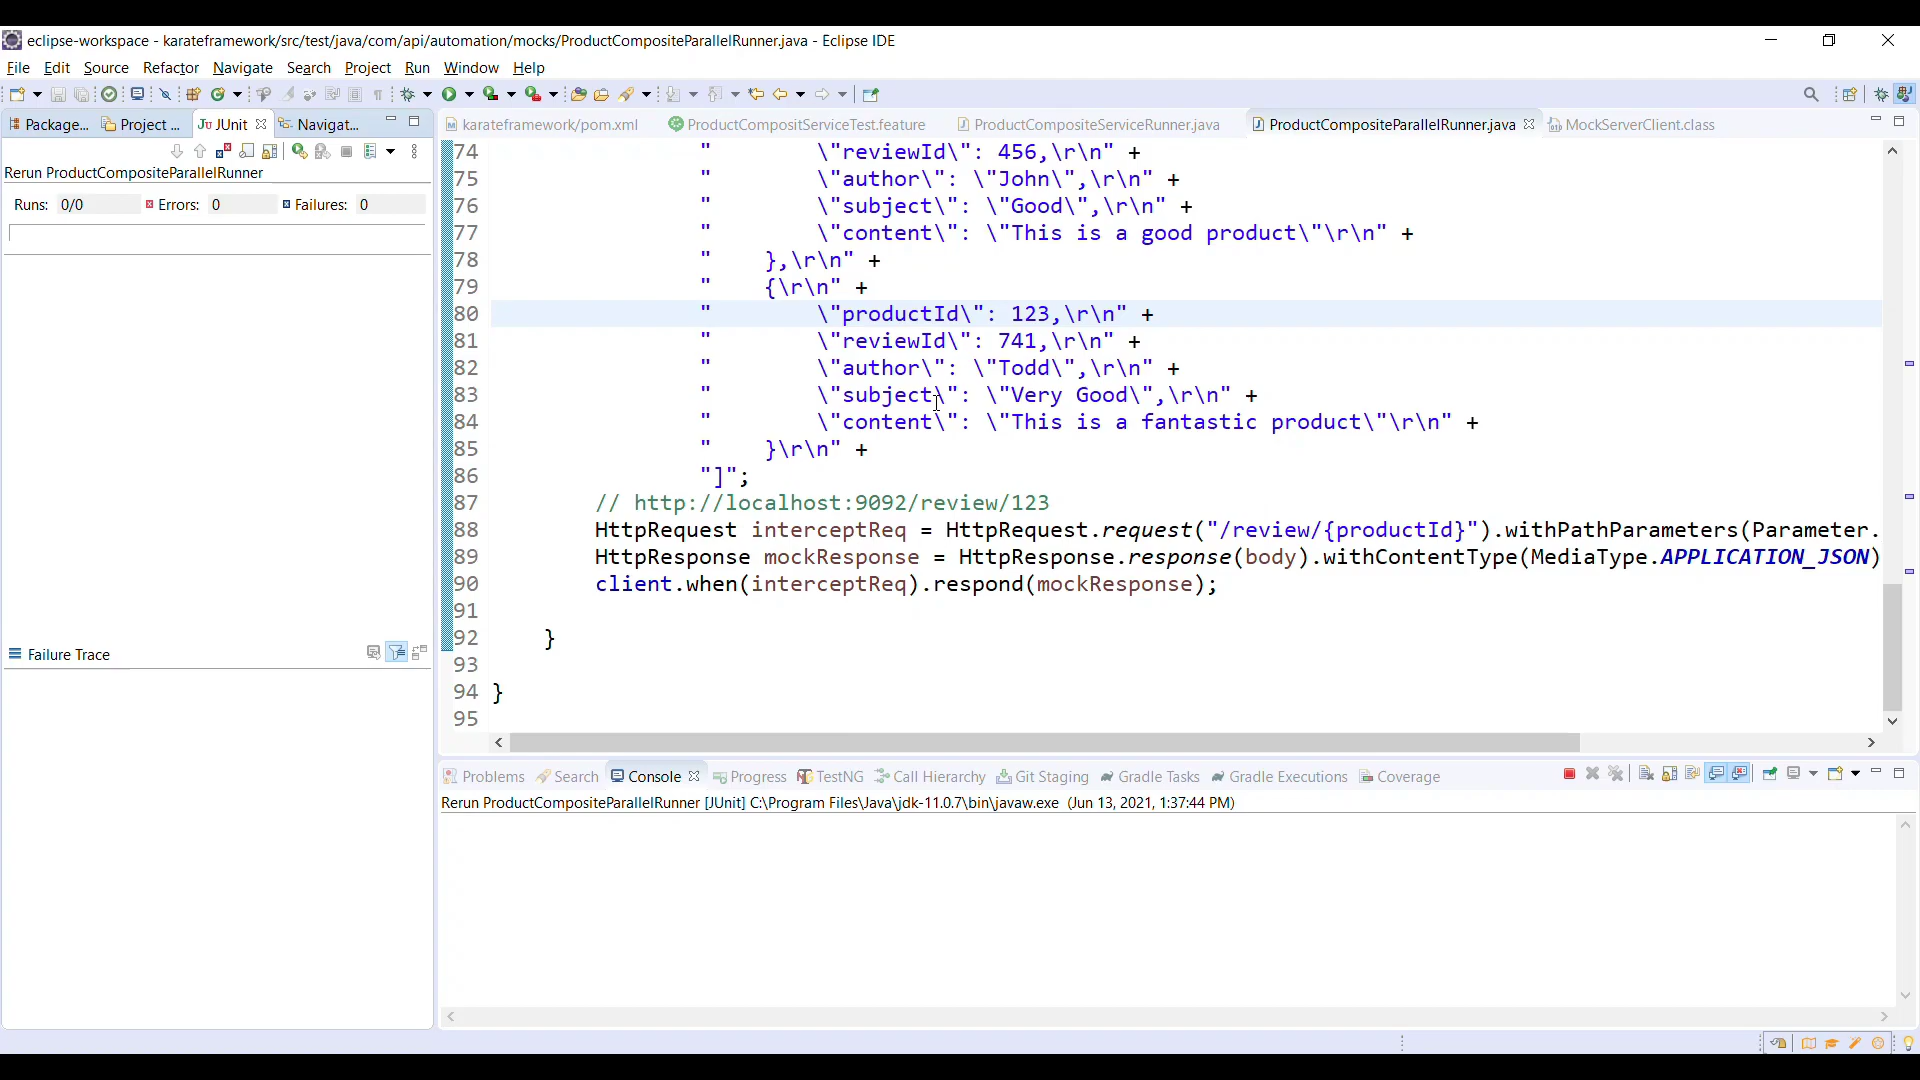 eclipse-workspace - karateframework/src/test/java/com/api/automation/mocks/ProductCompositeParallelRunner.java - Eclipse IDE
File Edit Source Refactor Navigate Search Project Run Window Help
Package... Project ... JUnit Navigat...
karateframework/pom.xml ProductCompositServiceTest.feature ProductCompositeServiceRunner.java ProductCompositeParallelRunner.java MockServerClient.class
Rerun ProductCompositeParallelRunner
Runs: 0/0 Errors: 0 Failures: 0
Failure Trace
74 "        \"reviewId\": 456,\r\n" +
75 "        \"author\": \"John\",\r\n" +
76 "        \"subject\": \"Good\",\r\n" +
77 "        \"content\": \"This is a good product\"\r\n" +
78 "    },\r\n" +
79 "    {\r\n" +
80 "        \"productId\": 123,\r\n" +
81 "        \"reviewId\": 741,\r\n" +
82 "        \"author\": \"Todd\",\r\n" +
83 "        \"subject\": \"Very Good\",\r\n" +
84 "        \"content\": \"This is a fantastic product\"\r\n" +
85 "    }\r\n" +
86 "]";
87 // http://localhost:9092/review/123
88 HttpRequest interceptReq = HttpRequest.request("/review/{productId}").withPathParameters(Parameter.
89 HttpResponse mockResponse = HttpResponse.response(body).withContentType(MediaType.APPLICATION_JSON)
90 client.when(interceptReq).respond(mockResponse);
91
92 }
93
94 }
95
Problems Search Console Progress TestNG Call Hierarchy Git Staging Gradle Tasks Gradle Executions Coverage
Rerun ProductCompositeParallelRunner [JUnit] C:\Program Files\Java\jdk-11.0.7\bin\javaw.exe (Jun 13, 2021, 1:37:44 PM)